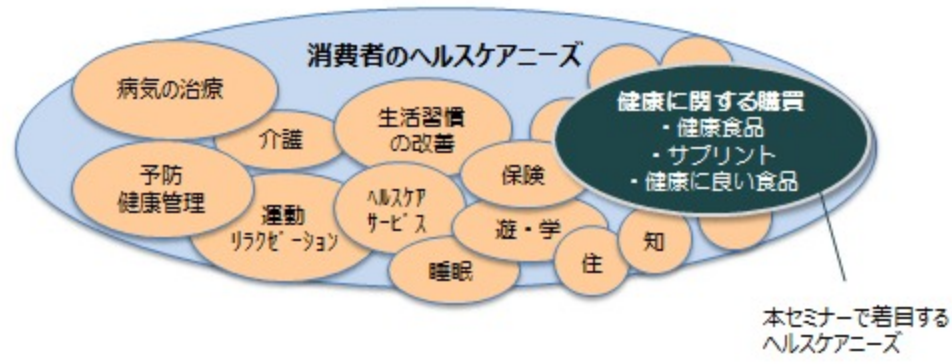 消費者のヘルスケアニーズ
病気の治療
介護
生活習慣
の改善
健康に関する購買
・健康食品
・サプリント
・健康に良い食品
予防
健康管理
運動
リラクゼーション
ヘルスケア
サービス
保険
遊・学
睡眠
住
知
本セミナーで着目する
ヘルスケアニーズ